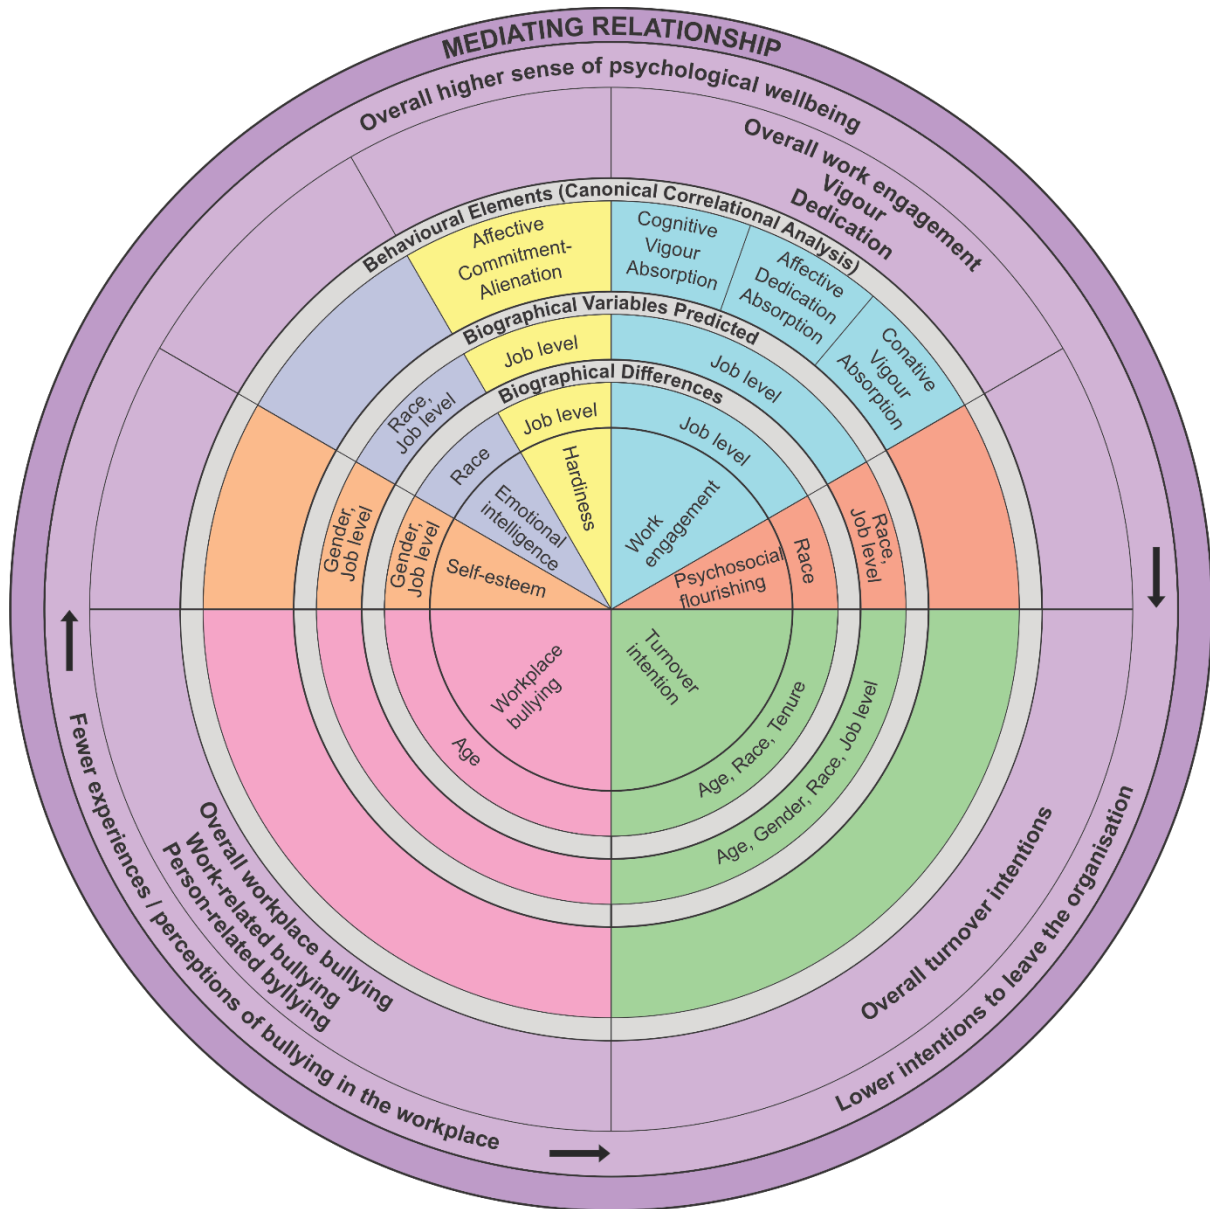 MEDIATING RELATIONSHIP
Overall higher sense of psychological wellbeing
Overall work engagement
Vigour
Dedication
Behavioural Elements (Canonical Correlational Analysis)
Affective
Commitment-
Alienation
Cognitive
Vigour
Absorption
Affective
Dedication
Absorption
Conative
Vigour
Absorption
Biographical Variables Predicted
Gender,
Job level
Race,
Job level
Job level
Job level
Race,
Job level
Biographical Differences
Gender,
Job level
Race
Job level
Job level
Race
Self-esteem
Emotional
intelligence
Hardiness
Work
engagement
Psychosocial
flourishing
Workplace
bullying
Turnover
intention
Age
Age, Race, Tenure
Age, Gender, Race, Job level
Overall workplace bullying
Work-related bullying
Person-related byllying
Fewer experiences / perceptions of bullying in the workplace
Overall turnover intentions
Lower intentions to leave the organisation